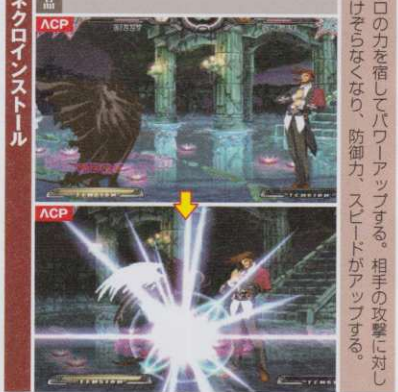 ロの力を宿してパワーアップする。相手の攻撃に対し
けぞらなくなり、防御力、スピードがアップする。
ACP
TENSION
ACP
TENSION
ネクロインストール